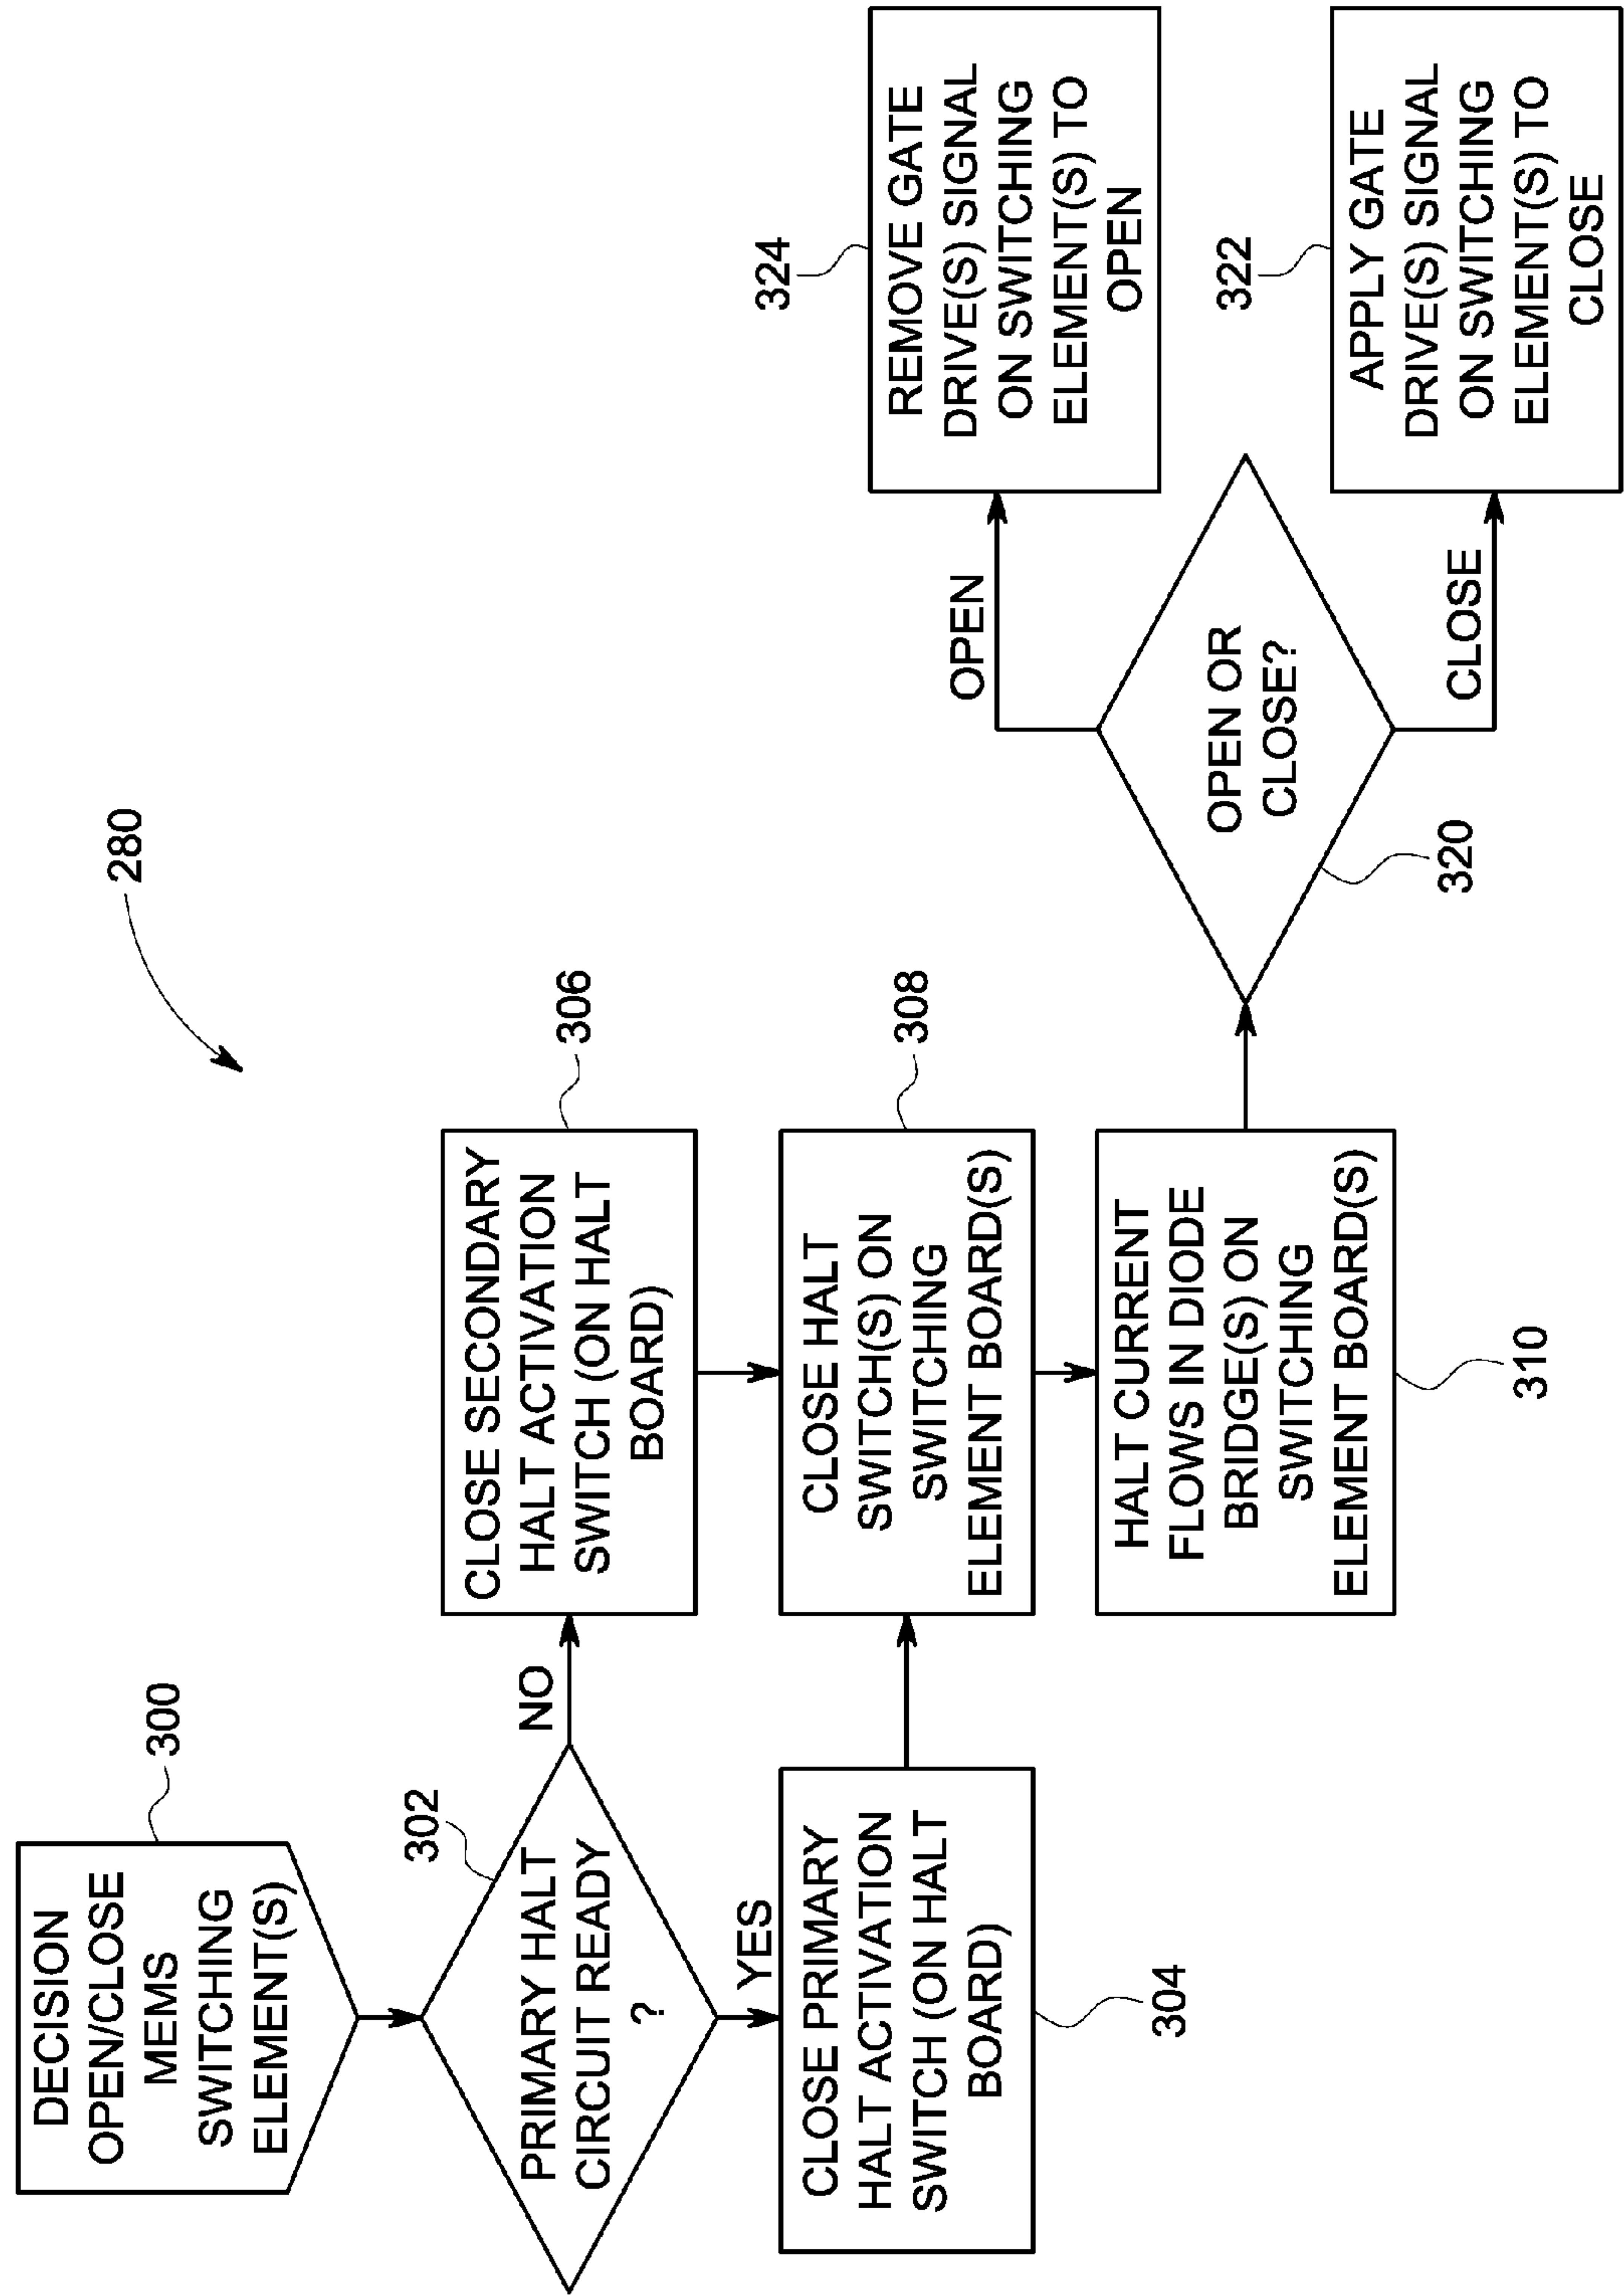 280
300
DECISION
OPEN/CLOSE
MEMS
SWITCHING
ELEMENT(S)
302
PRIMARY HALT
CIRCUIT READY
?
NO
YES
306
CLOSE SECONDARY
HALT ACTIVATION
SWITCH (ON HALT
BOARD)
CLOSE PRIMARY
HALT ACTIVATION
SWITCH (ON HALT
BOARD)
304
308
CLOSE HALT
SWITCH(S) ON
SWITCHING
ELEMENT BOARD(S)
HALT CURRENT
FLOWS IN DIODE
BRIDGE(S) ON
SWITCHING
ELEMENT BOARD(S)
310
OPEN OR
CLOSE?
320
OPEN
CLOSE
324
REMOVE GATE
DRIVE(S) SIGNAL
ON SWITCHING
ELEMENT(S) TO
OPEN
322
APPLY GATE
DRIVE(S) SIGNAL
ON SWITCHING
ELEMENT(S) TO
CLOSE